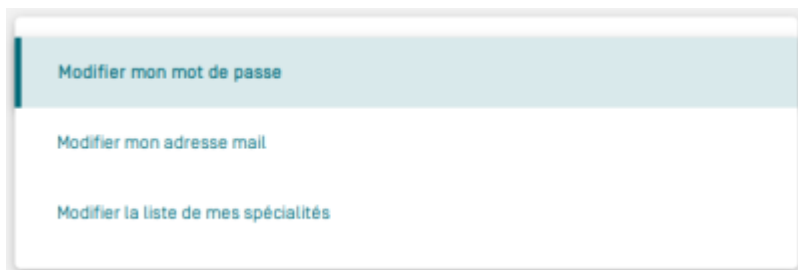 Modifier mon mot de passe
Modifier mon adresse mail
Modifier la liste de mes spécialités